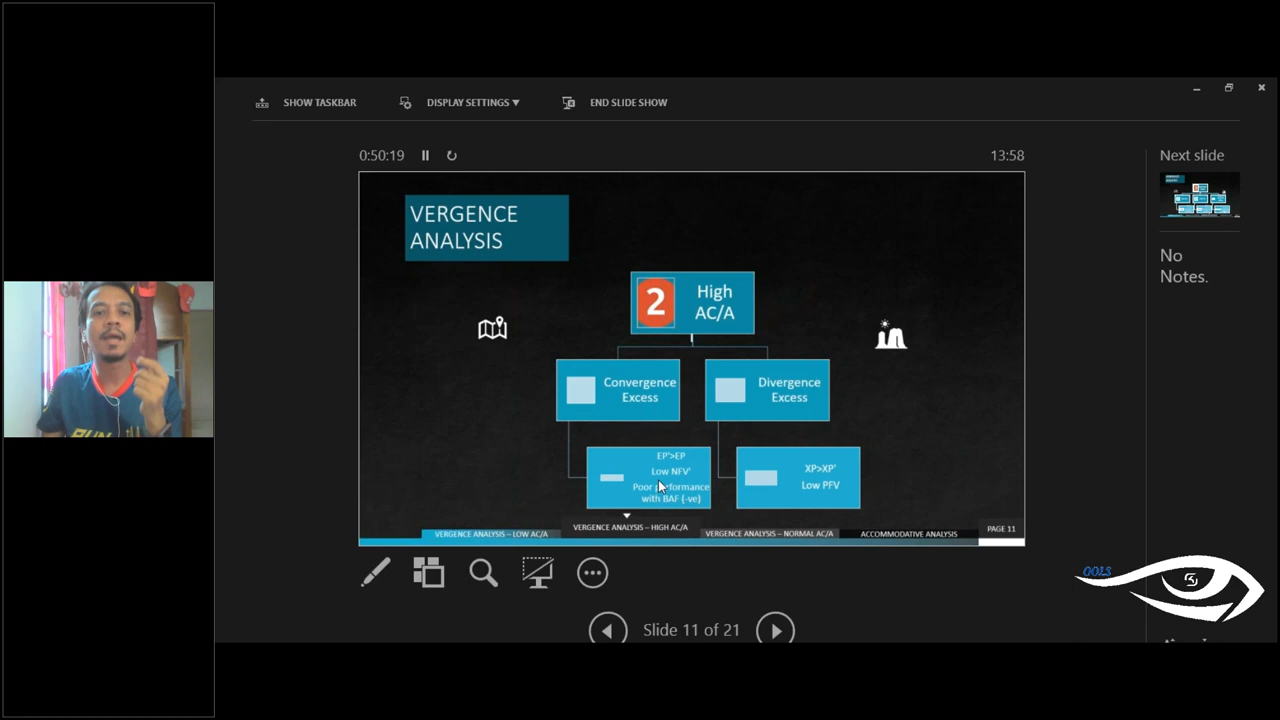 SHOW TASKBAR
DISPLAY SETTINGS ▼
END SLIDE SHOW
0:50:19
13:58
Next slide
VERGENCE
ANALYSIS
2
High
AC/A
Convergence
Excess
Divergence
Excess
EP'>EP
Low NFV'
Poor performance
with BAF (-ve)
XP>XP'
Low PFV
VERGENCE ANALYSIS – LOW AC/A
VERGENCE ANALYSIS – HIGH AC/A
VERGENCE ANALYSIS – NORMAL AC/A
ACCOMMODATIVE ANALYSIS
PAGE 11
No
Notes.
OOLS
Slide 11 of 21